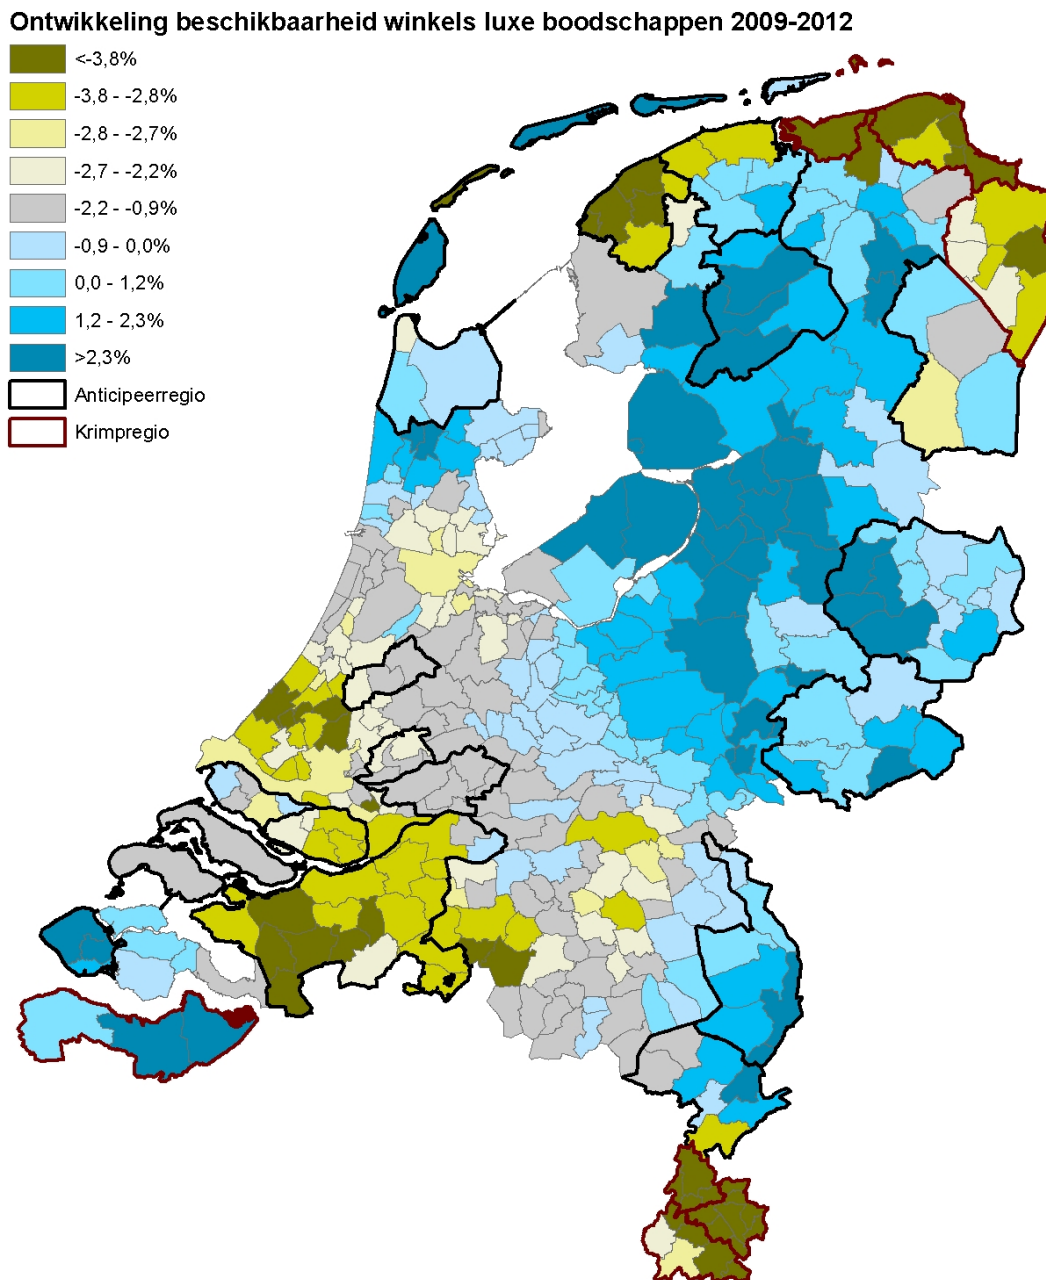 Ontwikkeling beschikbaarheid winkels luxe boodschappen 2009-2012
<-3,8%
-3,8 - -2,8%
-2,8 - -2,7%
-2,7 - -2,2%
-2,2 - -0,9%
-0,9 - 0,0%
0,0 - 1,2%
1,2 - 2,3%
>2,3%
Anticipeerregio
Krimpregio